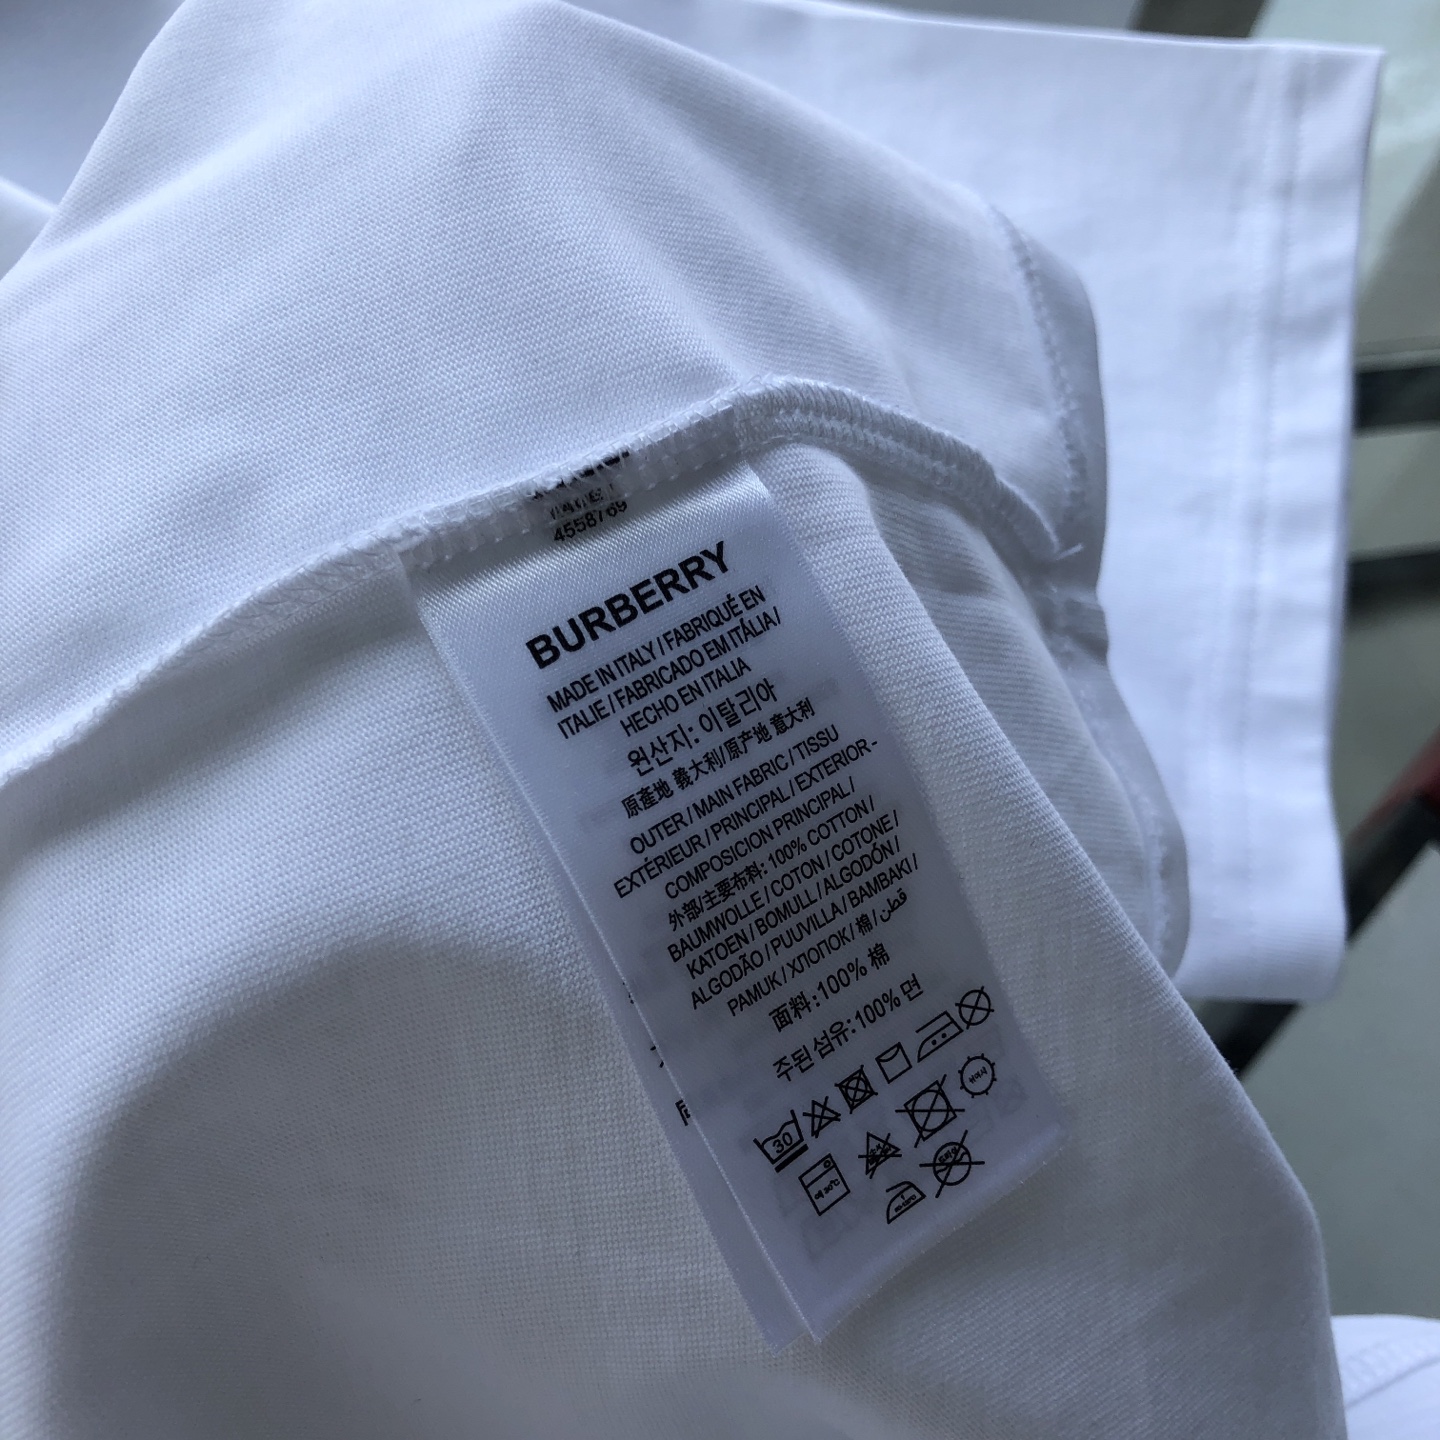 4558769
BURBERRY
MADE IN ITALY / FABRIQUÉ EN
ITALIE / FABRICADO EM ITÁLIA /
HECHO EN ITALIA
원산지: 이탈리아
原產地 義大利/原产地 意大利
OUTER / MAIN FABRIC / TISSU
EXTÉRIEUR / PRINCIPAL / EXTERIOR-
COMPOSICION PRINCIPAL /
外部/主要布料: 100% COTTON /
BAUMWOLLE / COTON / COTONE /
KATOEN / BOMULL / ALGODÓN /
ALGODÃO / PUUVILLA / BAMBAKI /
PAMUK / ХЛОПОК / 棉 / قطن
面料:100% 棉
주된 섬유:100% 면
30